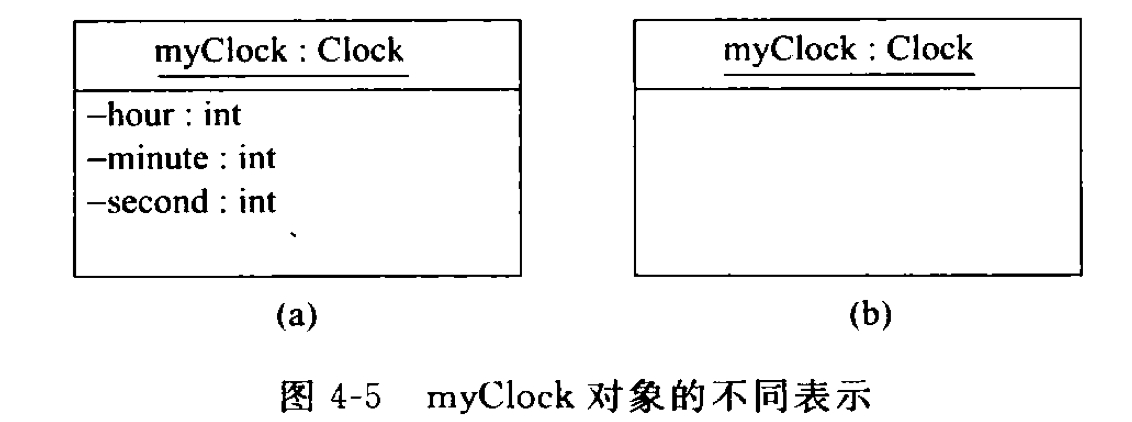 myClock : Clock
–hour : int
–minute : int
–second : int
(a)
myClock : Clock
(b)
图 4-5 myClock 对象的不同表示